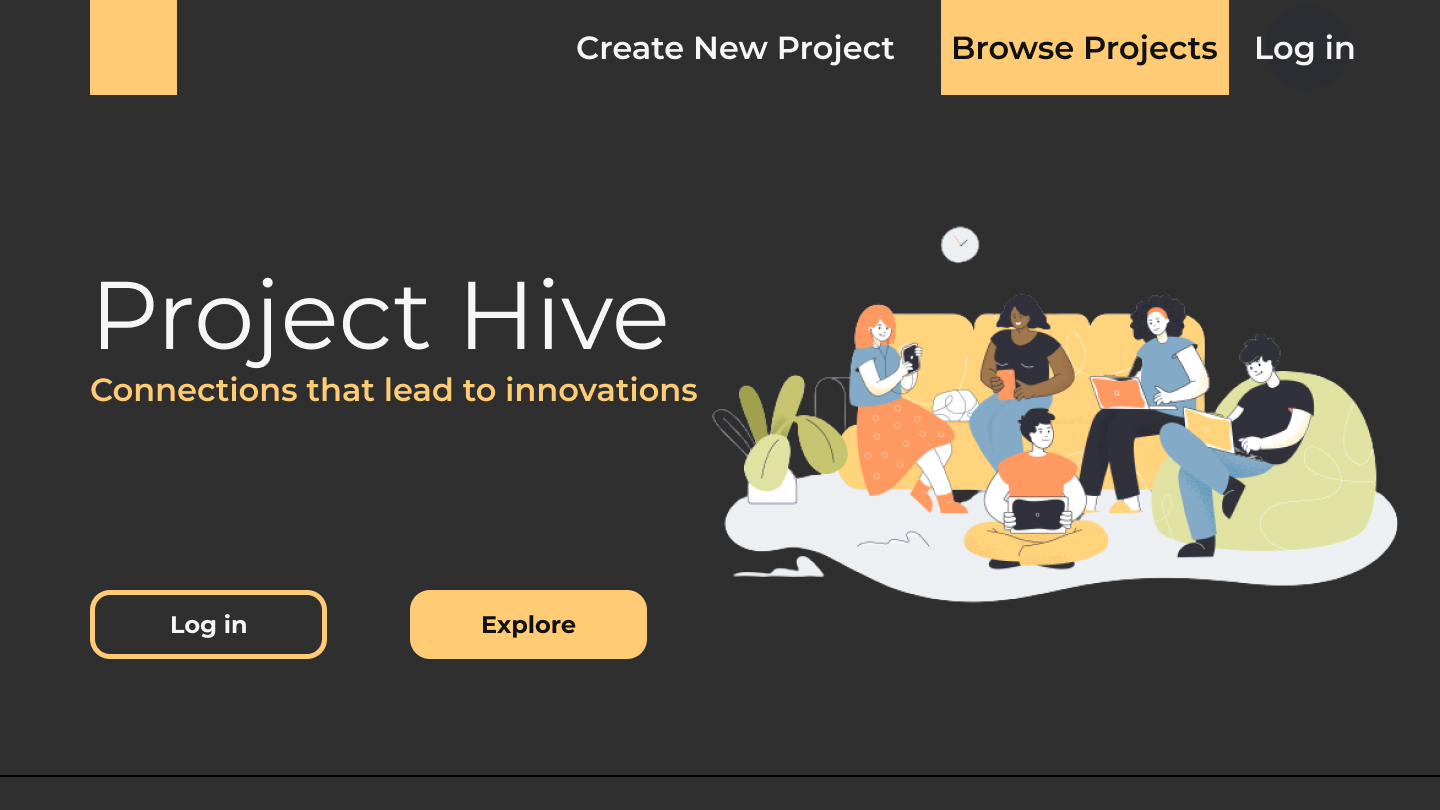 Create New Project
Browse Projects
Log in
Project Hive
Connections that lead to innovations
Log in
Explore